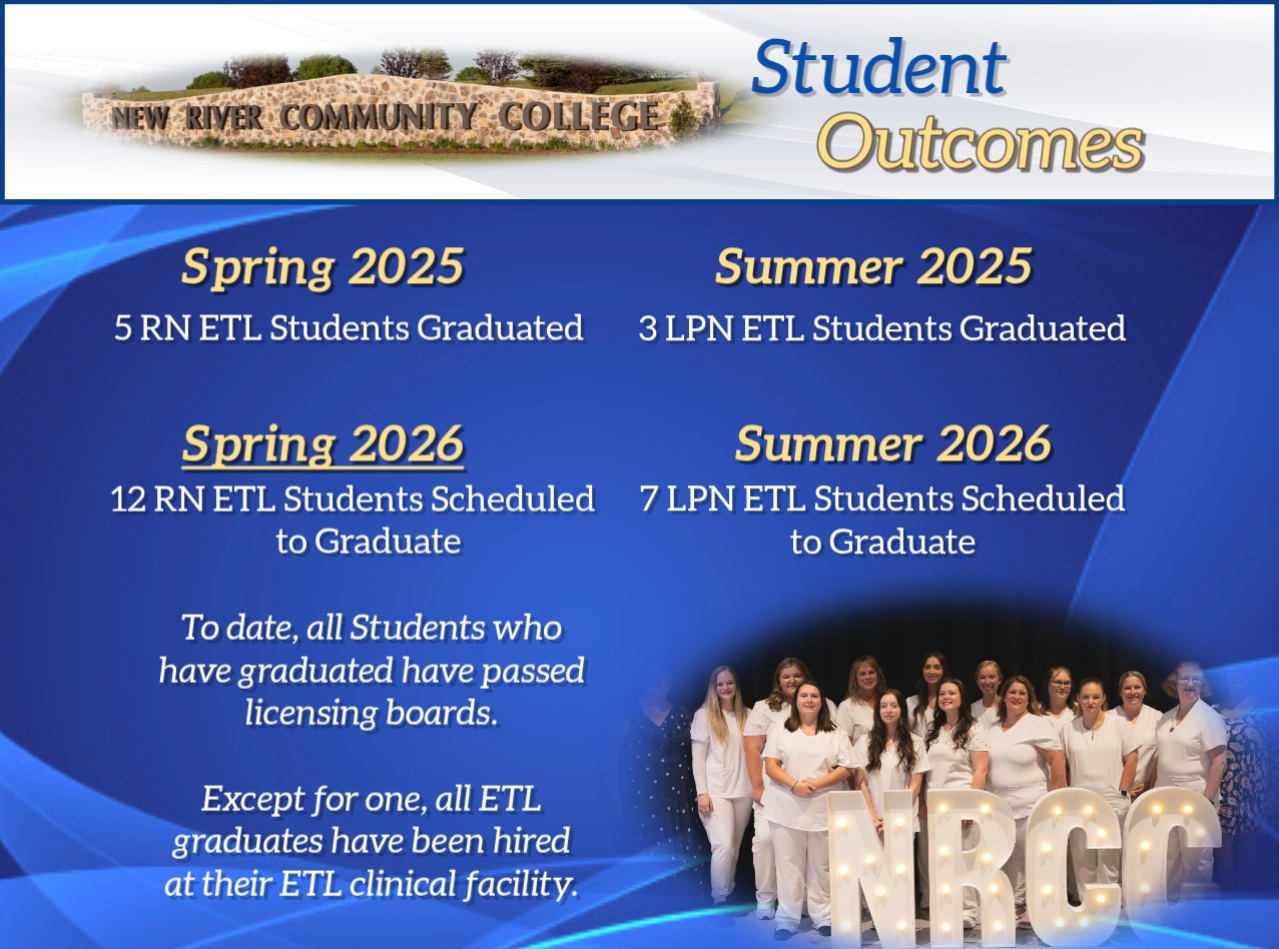 NEW RIVER COMMUNITY COLLEGE
Student
Outcomes
Spring 2025
5 RN ETL Students Graduated
Summer 2025
3 LPN ETL Students Graduated
Spring 2026
12 RN ETL Students Scheduled
to Graduate
Summer 2026
7 LPN ETL Students Scheduled
to Graduate
To date, all Students who
have graduated have passed
licensing boards.
Except for one, all ETL
graduates have been hired
at their ETL clinical facility.
NRCC